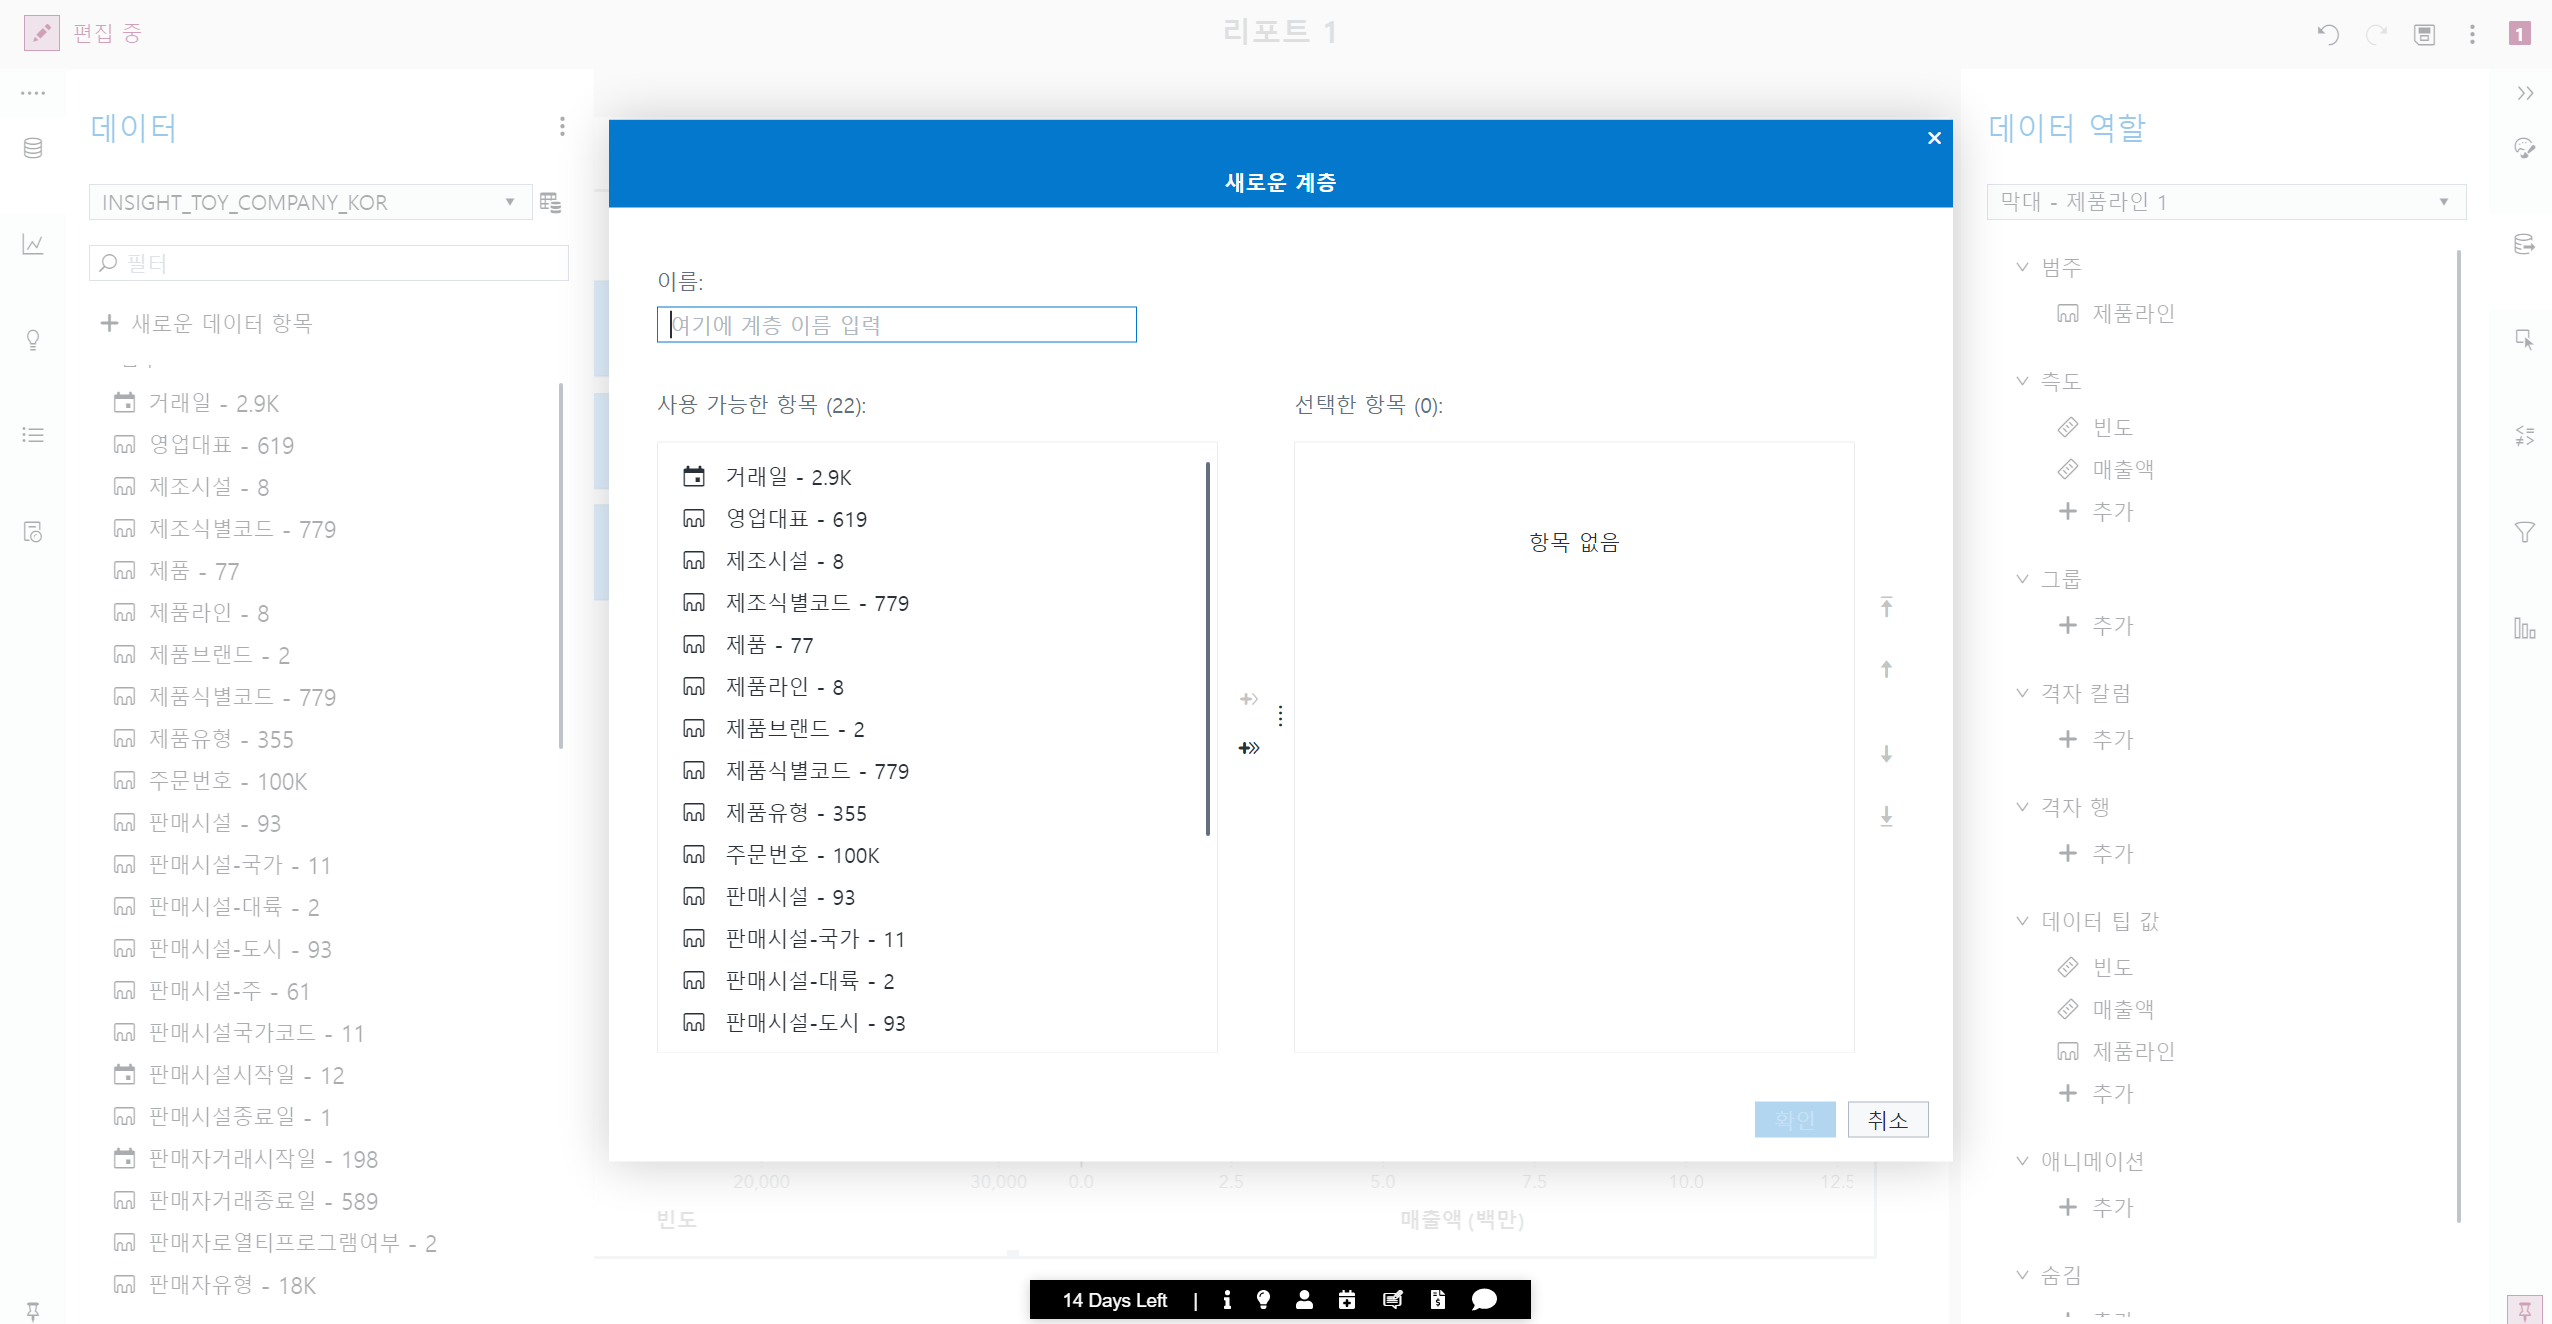 편집 중
리포트 1
1
데이터
INSIGHT_TOY_COMPANY_KOR
필터
새로운 데이터 항목
거래일 - 2.9K
영업대표 - 619
제조시설 - 8
제조식별코드 - 779
제품 - 77
제품라인 - 8
제품브랜드 - 2
제품식별코드 - 779
제품유형 - 355
주문번호 - 100K
판매시설 - 93
판매시설-국가 - 11
판매시설-대륙 - 2
판매시설-도시 - 93
판매시설-주 - 61
판매시설국가코드 - 11
판매시설시작일 - 12
판매시설종료일 - 1
판매자거래시작일 - 198
판매자거래종료일 - 589
판매자로열티프로그램여부 - 2
판매자유형 - 18K
새로운 계층
이름:
여기에 계층 이름 입력
사용 가능한 항목 (22):
거래일 - 2.9K
영업대표 - 619
제조시설 - 8
제조식별코드 - 779
제품 - 77
제품라인 - 8
제품브랜드 - 2
제품식별코드 - 779
제품유형 - 355
주문번호 - 100K
판매시설 - 93
판매시설-국가 - 11
판매시설-대륙 - 2
판매시설-도시 - 93
선택한 항목 (0):
항목 없음
확인
취소
20,000 30,000 0.0 2.5 5.0 7.5 10.0 12.5
빈도
매출액 (백만)
14 Days Left |
데이터 역할
막대 - 제품라인 1
범주
제품라인
측도
빈도
매출액
추가
그룹
추가
격자 칼럼
추가
격자 행
추가
데이터 팁 값
빈도
매출액
제품라인
추가
애니메이션
추가
숨김